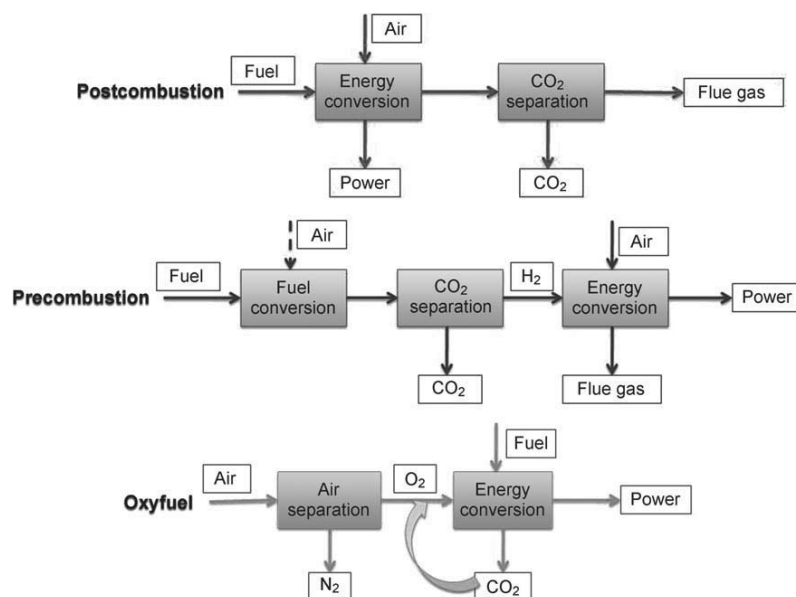 Air
Fuel
Postcombustion
Energy
conversion
CO₂
separation
Flue gas
Power
CO₂
Air
Air
Fuel
H₂
Precombustion
Fuel
conversion
CO₂
separation
Energy
conversion
Power
CO₂
Flue gas
Fuel
Air
O₂
Oxyfuel
Air
separation
Energy
conversion
Power
N₂
CO₂